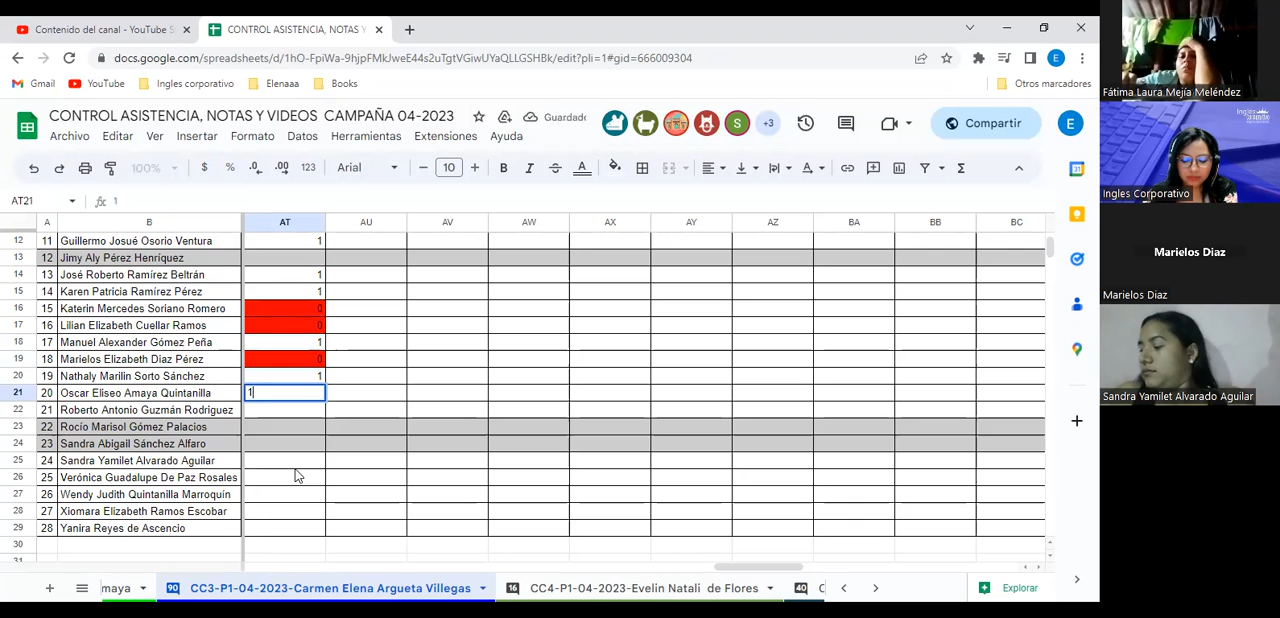 Contenido del canal - YouTube S
CONTROL ASISTENCIA, NOTAS Y
docs.google.com/spreadsheets/d/1hO-FpiWa-9IjpFMkJweE44s2uTgtVGiwUYaQLLGSHBk/edit?pli=1#gid=666009304
Gmail
YouTube
Ingles corporativo
Elenaaa
Bookr
Otros marcadores
CONTROL ASISTENCIA, NOTAS Y VIDEOS CAMPAÑA 04-2023
Guardado
S
+3
Compartir
E
Archivo Editar Ver Insertar Formato Datos Herramientas Extensiones Ayuda
100% $ % .0 .00 123 Arial 10 B I A
AT21 fx 1
A B AT AU AV AW AX AY AZ BA BB BC
12 11 Guillermo Josué Osorio Ventura 1
13 12 Jimy Aly Pérez Henríquez
14 13 José Roberto Ramírez Beltrán 1
15 14 Karen Patricia Ramírez Pérez 1
16 15 Katerin Mercedes Soriano Romero 0
17 16 Lilian Elizabeth Cuellar Ramos 0
18 17 Manuel Alexander Gómez Peña 1
19 18 Marielos Elizabeth Diaz Pérez 0
20 19 Nathaly Marilin Sorto Sánchez 1
21 20 Oscar Eliseo Amaya Quintanilla 1
22 21 Roberto Antonio Guzmán Rodriguez
23 22 Rocío Marisol Gómez Palacios
24 23 Sandra Abigail Sánchez Alfaro
25 24 Sandra Yamilet Alvarado Aguilar
26 25 Verónica Guadalupe De Paz Rosales
27 26 Wendy Judith Quintanilla Marroquín
28 27 Xiomara Elizabeth Ramos Escobar
29 28 Yanira Reyes de Ascencio
30
31
maya
90 CC3-P1-04-2023-Carmen Elena Argueta Villegas
16 CC4-P1-04-2023-Evelin Natali de Flores
40
Explorar
Fátima Laura Mejía Meléndez
Ingles Corporativo
Marielos Diaz
Marielos Diaz
Sandra Yamilet Alvarado Aguilar